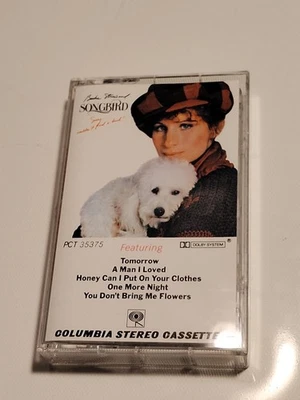 Barbra Streisand
SONGBIRD
PCT 35375
Featuring
DOLBY SYSTEM
Tomorrow
A Man I Loved
Honey Can I Put On Your Clothes
One More Night
You Don't Bring Me Flowers
COLUMBIA STEREO CASSETTE